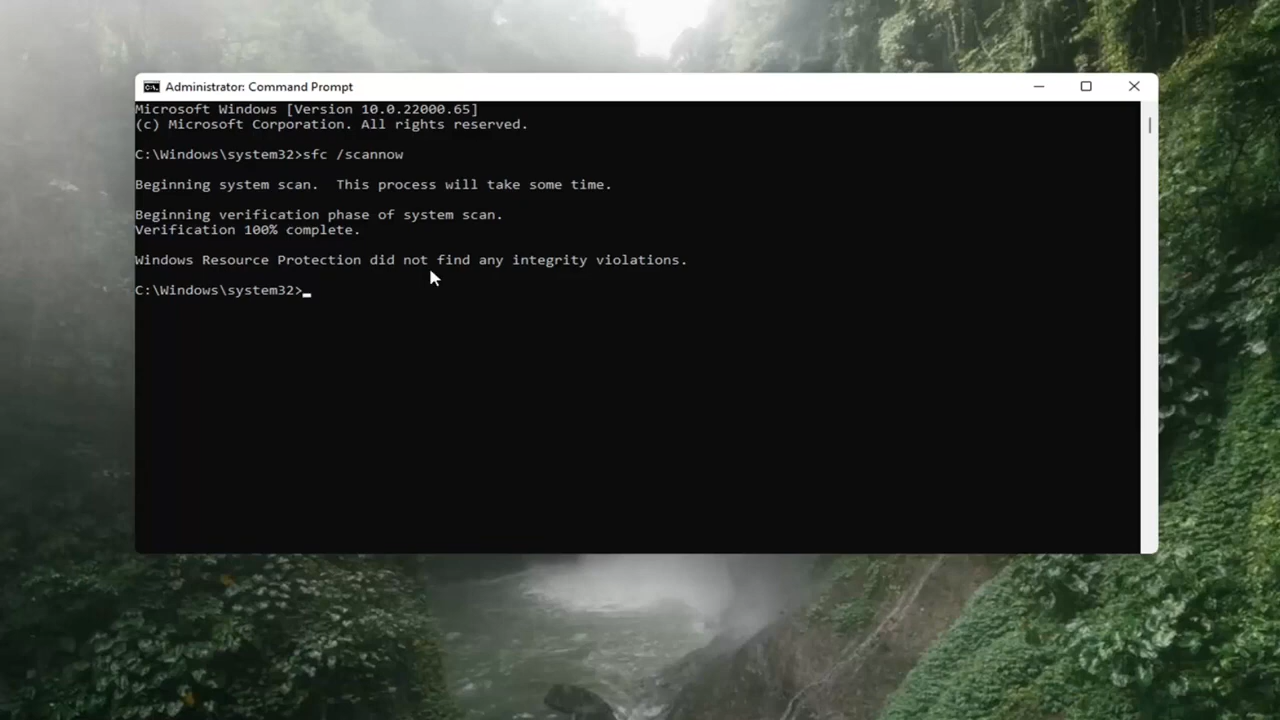 Administrator: Command Prompt
Microsoft Windows [Version 10.0.22000.65]
(c) Microsoft Corporation. All rights reserved.
C:\Windows\system32>sfc /scannow
Beginning system scan.  This process will take some time.
Beginning verification phase of system scan.
Verification 100% complete.
Windows Resource Protection did not find any integrity violations.
C:\Windows\system32>